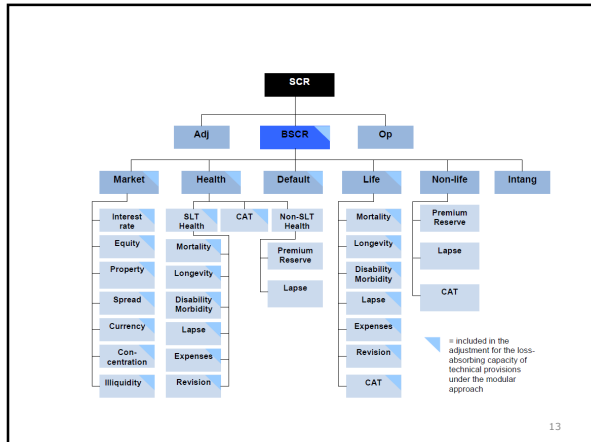 SCR
Adj
BSCR
Op
Market
Health
Default
Life
Non-life
Intang
Interest
rate
Equity
Property
Spread
Currency
Con-
centration
Illiquidity
SLT
Health
Mortality
Longevity
Disability
Morbidity
Lapse
Expenses
Revision
CAT
Non-SLT
Health
Premium
Reserve
Lapse
Mortality
Longevity
Disability
Morbidity
Lapse
Expenses
Revision
CAT
Premium
Reserve
Lapse
CAT
= included in the
adjustment for the loss-
absorbing capacity of
technical provisions
under the modular
approach
13